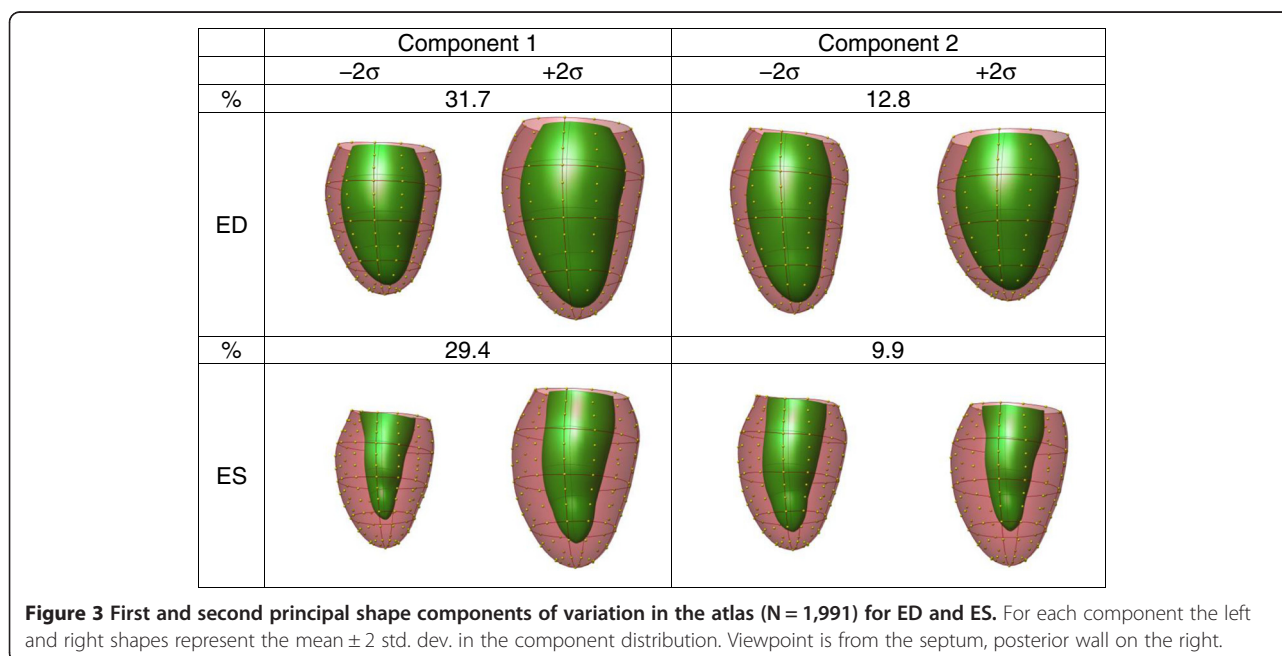 Component 1 Component 2
−2σ +2σ −2σ +2σ
% 31.7 12.8
ED
% 29.4 9.9
ES
Figure 3 First and second principal shape components of variation in the atlas (N = 1,991) for ED and ES. For each component the left
and right shapes represent the mean ± 2 std. dev. in the component distribution. Viewpoint is from the septum, posterior wall on the right.